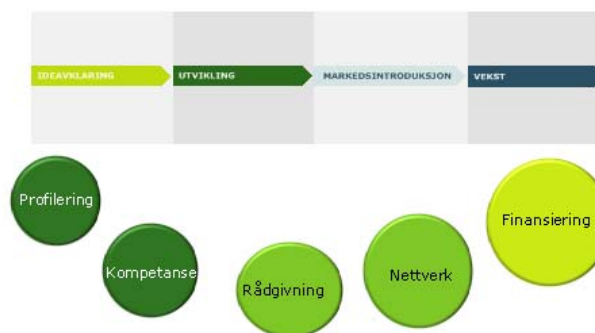 IDEAVKLARING
UTVIKLING
MARKEDSINTRODUKSJON
VEKST
Profilering
Kompetanse
Rådgivning
Nettverk
Finansiering